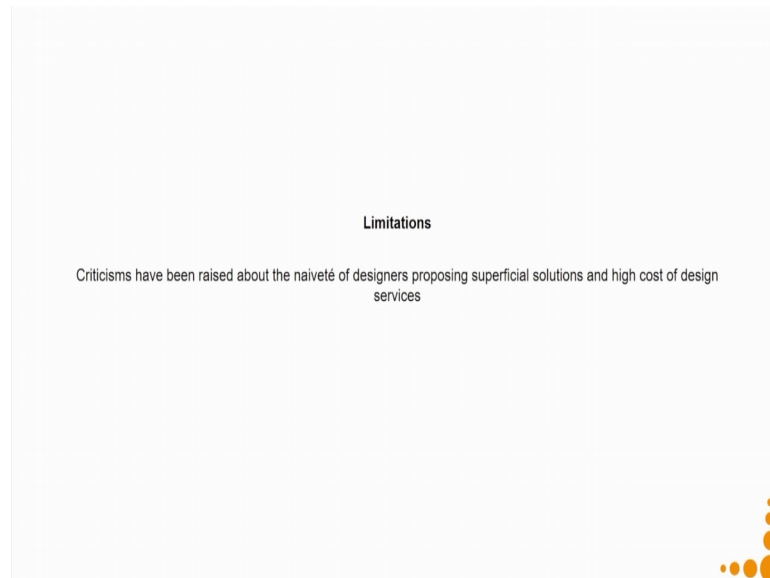 Limitations
Criticisms have been raised about the naiveté of designers proposing superficial solutions and high cost of design
services